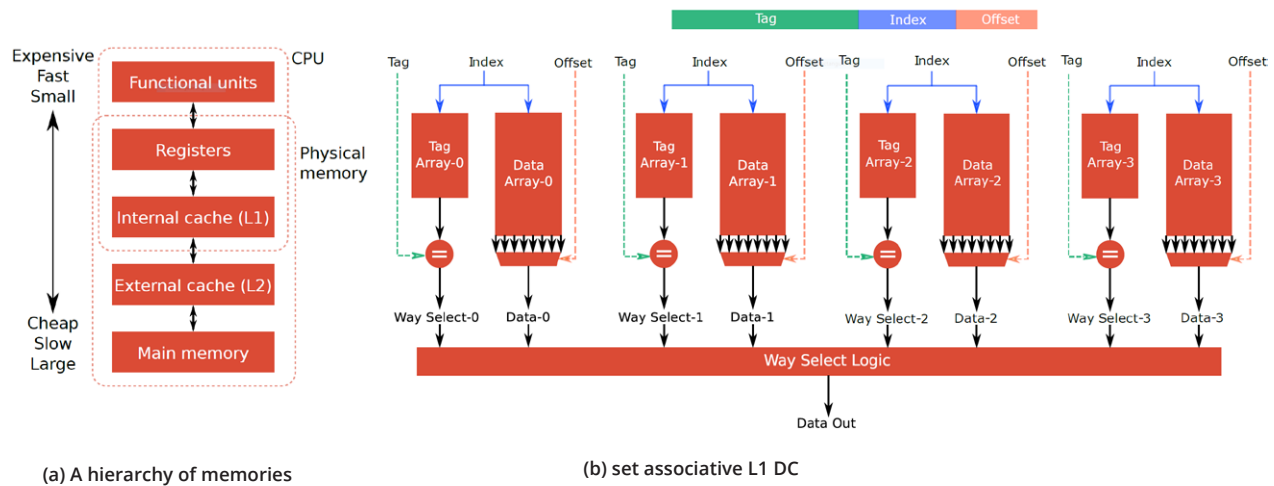 Expensive
Fast
Small
CPU
Functional units
Registers
Physical
memory
Internal cache (L1)
External cache (L2)
Cheap
Slow
Large
Main memory
(a) A hierarchy of memories
Tag Index Offset
Tag Index Offset Tag Index Offset Tag Index Offset Tag Index Offset
Tag
Array-0
Data
Array-0
Tag
Array-1
Data
Array-1
Tag
Array-2
Data
Array-2
Tag
Array-3
Data
Array-3
= = = =
Way Select-0 Data-0 Way Select-1 Data-1 Way Select-2 Data-2 Way Select-3 Data-3
Way Select Logic
Data Out
(b) set associative L1 DC